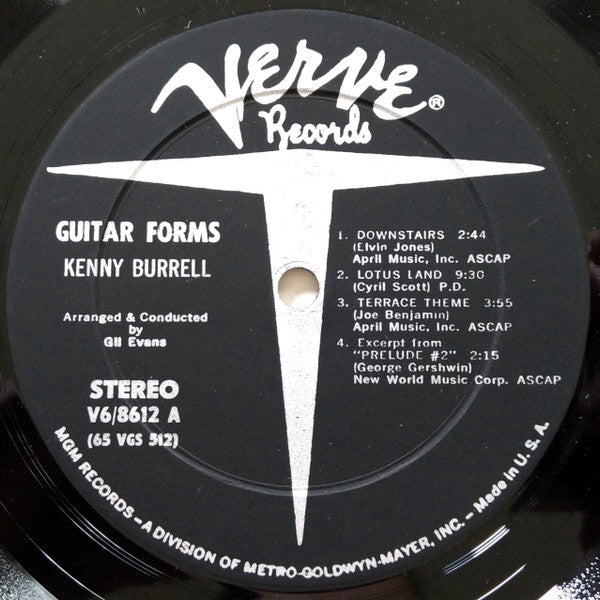 VERVE®
Records
GUITAR FORMS
KENNY BURRELL
Arranged & Conducted
by
Gil Evans
STEREO
V6/8612 A
(65 VGS 512)
1. DOWNSTAIRS 2:44
(Elvin Jones)
April Music, Inc. ASCAP
2. LOTUS LAND 9:30
(Cyril Scott) P.D.
3. TERRACE THEME 3:55
(Joe Benjamin)
April Music, Inc. ASCAP
4. Excerpt from
"PRELUDE #2" 2:15
(George Gershwin)
New World Music Corp. ASCAP
MGM RECORDS – A DIVISION OF METRO-GOLDWYN-MAYER, INC. – Made in U. S. A.